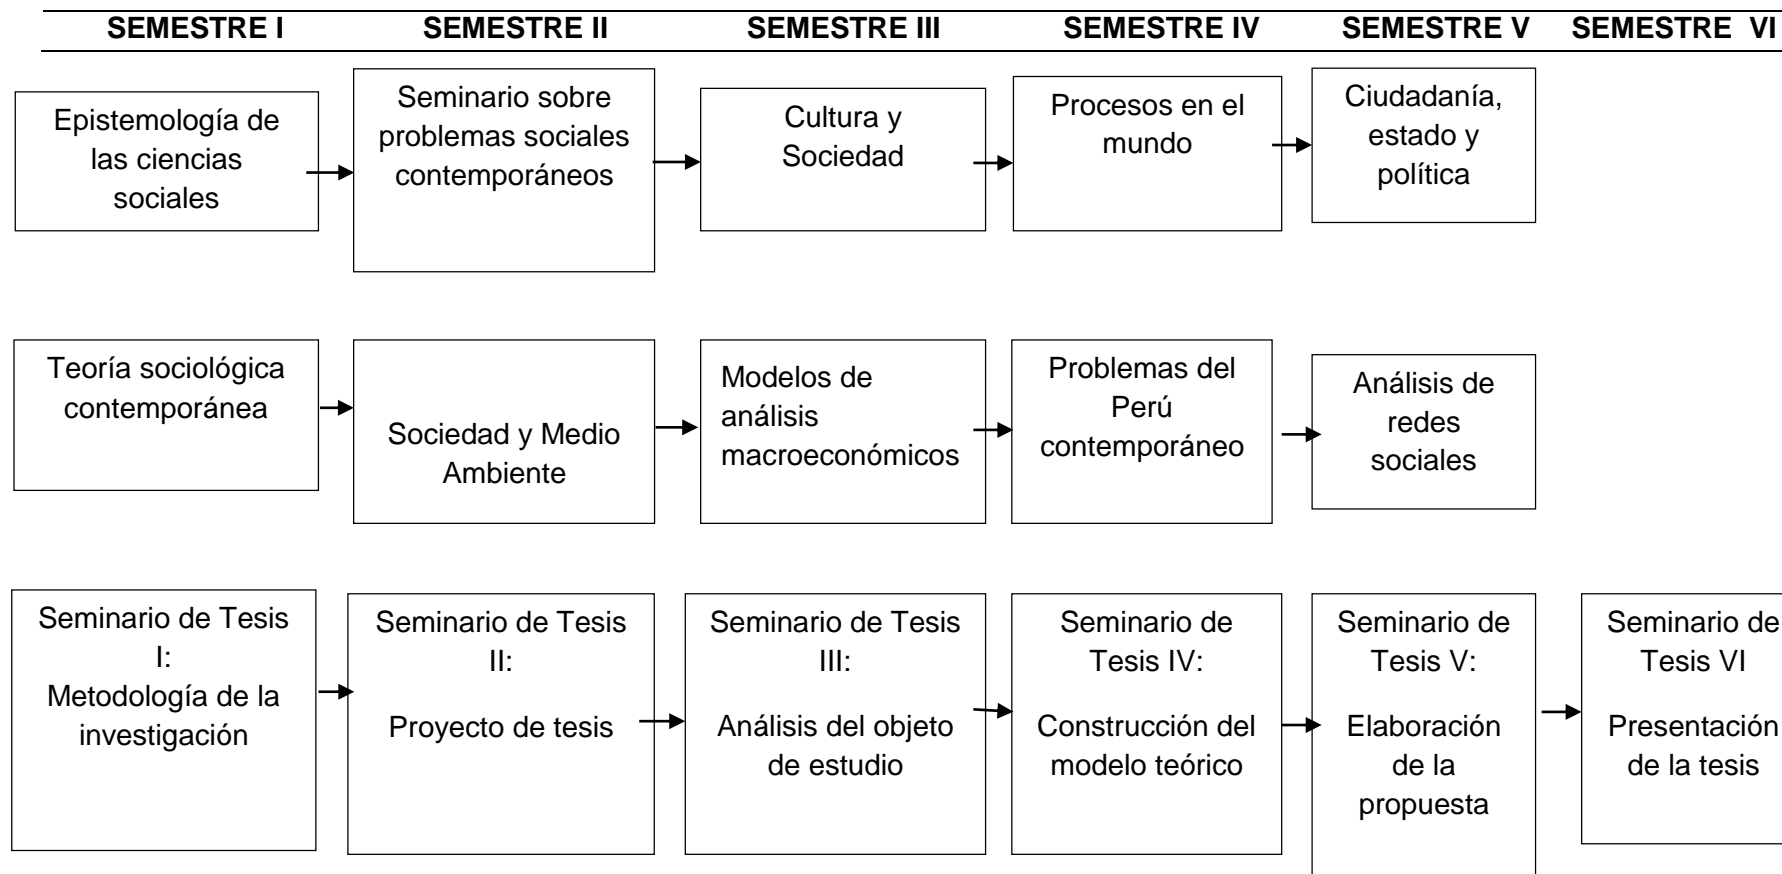 SEMESTRE I SEMESTRE II SEMESTRE III SEMESTRE IV SEMESTRE V SEMESTRE VI
Epistemología de
las ciencias
sociales
Seminario sobre
problemas sociales
contemporáneos
Cultura y
Sociedad
Procesos en el
mundo
Ciudadanía,
estado y
política
Teoría sociológica
contemporánea
Sociedad y Medio
Ambiente
Modelos de
análisis
macroeconómicos
Problemas del
Perú
contemporáneo
Análisis de
redes
sociales
Seminario de Tesis
I:
Metodología de la
investigación
Seminario de Tesis
II:
Proyecto de tesis
Seminario de Tesis
III:
Análisis del objeto
de estudio
Seminario de
Tesis IV:
Construcción del
modelo teórico
Seminario de
Tesis V:
Elaboración
de la
propuesta
Seminario de
Tesis VI
Presentación
de la tesis